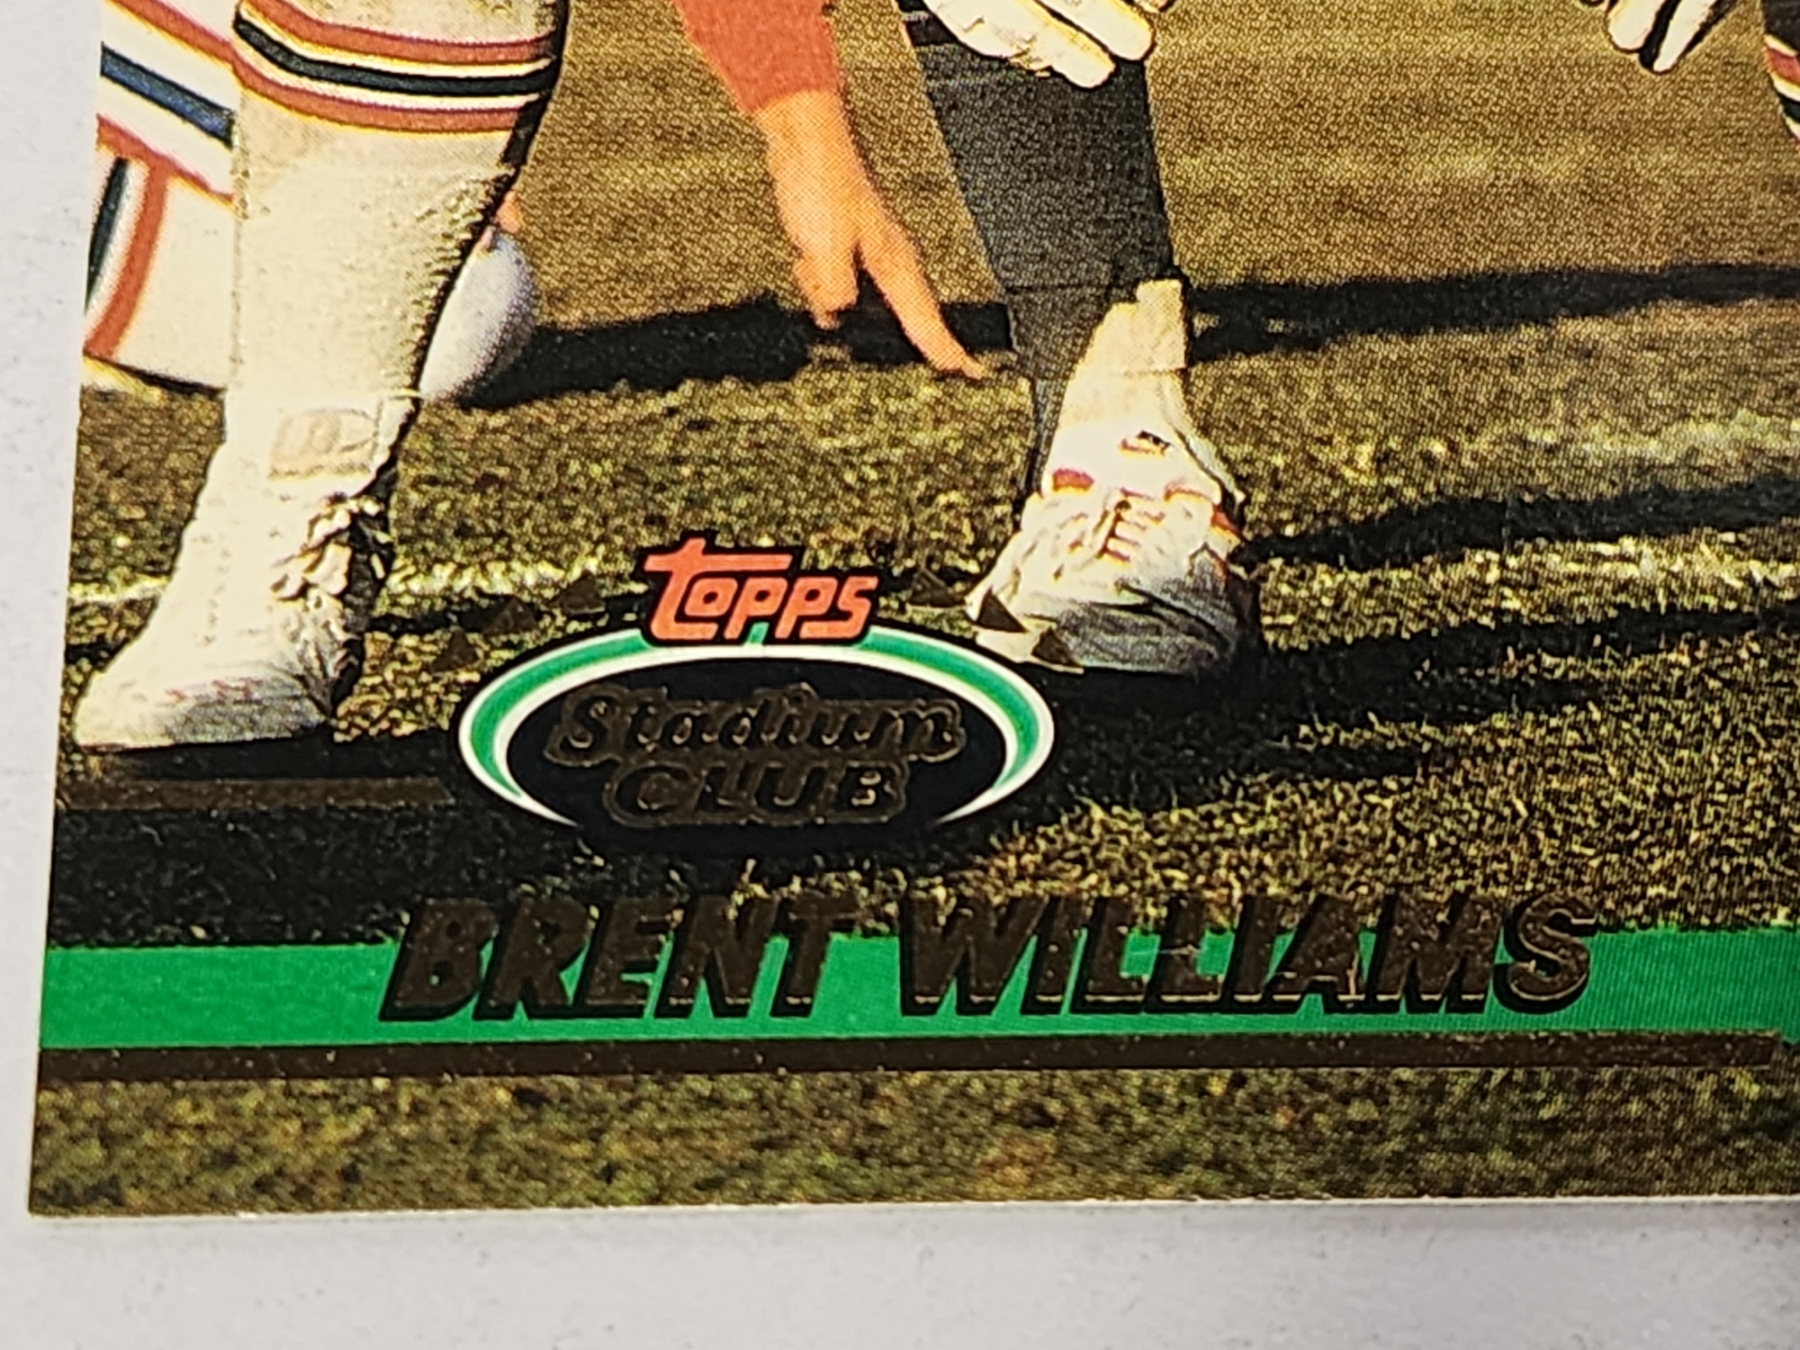 Topps
Stadium
CLUB
BRENT WILLIAMS